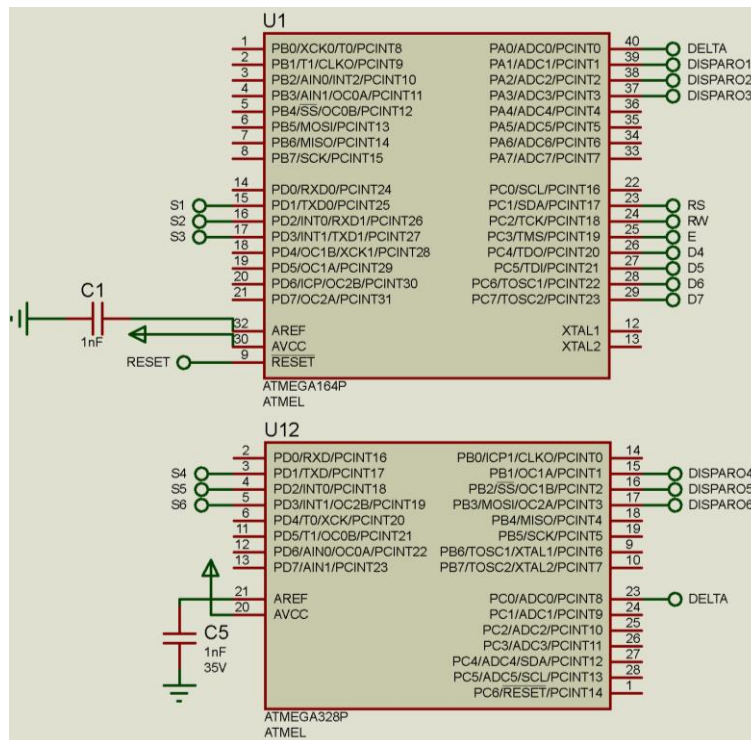 U1
1 PB0/XCK0/T0/PCINT8 PA0/ADC0/PCINT0 40 DELTA
2 PB1/T1/CLKO/PCINT9 PA1/ADC1/PCINT1 39 DISPARO1
3 PB2/AIN0/INT2/PCINT10 PA2/ADC2/PCINT2 38 DISPARO2
4 PB3/AIN1/OC0A/PCINT11 PA3/ADC3/PCINT3 37 DISPARO3
5 PB4/SS/OC0B/PCINT12 PA4/ADC4/PCINT4 36
6 PB5/MOSI/PCINT13 PA5/ADC5/PCINT5 35
7 PB6/MISO/PCINT14 PA6/ADC6/PCINT6 34
8 PB7/SCK/PCINT15 PA7/ADC7/PCINT7 33
14 PD0/RXD0/PCINT24 PC0/SCL/PCINT16 22
S1 15 PD1/TXD0/PCINT25 PC1/SDA/PCINT17 23 RS
S2 16 PD2/INT0/RXD1/PCINT26 PC2/TCK/PCINT18 24 RW
S3 17 PD3/INT1/TXD1/PCINT27 PC3/TMS/PCINT19 25 E
18 PD4/OC1B/XCK1/PCINT28 PC4/TDO/PCINT20 26 D4
19 PD5/OC1A/PCINT29 PC5/TDI/PCINT21 27 D5
20 PD6/ICP/OC2B/PCINT30 PC6/TOSC1/PCINT22 28 D6
21 PD7/OC2A/PCINT31 PC7/TOSC2/PCINT23 29 D7
C1
1nF
32 AREF XTAL1 12
30 AVCC XTAL2 13
RESET 9 RESET
ATMEGA164P
ATMEL
U12
2 PD0/RXD/PCINT16 PB0/ICP1/CLKO/PCINT0 14
S4 3 PD1/TXD/PCINT17 PB1/OC1A/PCINT1 15 DISPARO4
S5 4 PD2/INT0/PCINT18 PB2/SS/OC1B/PCINT2 16 DISPARO5
S6 5 PD3/INT1/OC2B/PCINT19 PB3/MOSI/OC2A/PCINT3 17 DISPARO6
6 PD4/T0/XCK/PCINT20 PB4/MISO/PCINT4 18
11 PD5/T1/OC0B/PCINT21 PB5/SCK/PCINT5 19
12 PD6/AIN0/OC0A/PCINT22 PB6/TOSC1/XTAL1/PCINT6 9
13 PD7/AIN1/PCINT23 PB7/TOSC2/XTAL2/PCINT7 10
21 AREF PC0/ADC0/PCINT8 23 DELTA
20 AVCC PC1/ADC1/PCINT9 24
C5
1nF
35V
PC2/ADC2/PCINT10 25
PC3/ADC3/PCINT11 26
PC4/ADC4/SDA/PCINT12 27
PC5/ADC5/SCL/PCINT13 28
PC6/RESET/PCINT14 1
ATMEGA328P
ATMEL